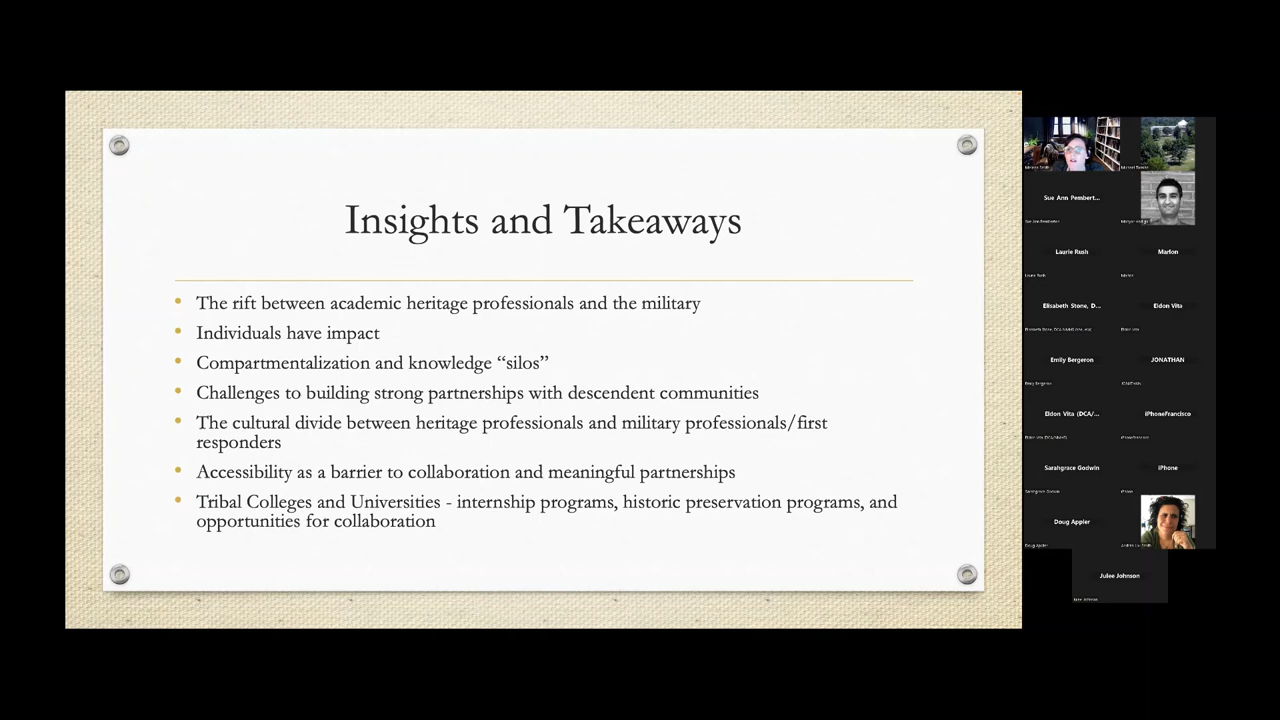 Insights and Takeaways
The rift between academic heritage professionals and the military
Individuals have impact
Compartmentalization and knowledge “silos”
Challenges to building strong partnerships with descendent communities
The cultural divide between heritage professionals and military professionals/first
responders
Accessibility as a barrier to collaboration and meaningful partnerships
Tribal Colleges and Universities - internship programs, historic preservation programs, and
opportunities for collaboration
Sue Ann Pembert...
Laurie Rush
Marlon
Elisabeth Stone, D...
Eldon Vita
Emily Bergeron
JONATHAN
Eldon Vita (DCA/...
iPhoneFrancisco
Sarahgrace Godwin
iPhone
Doug Appler
Doug Appler
Julee Johnson